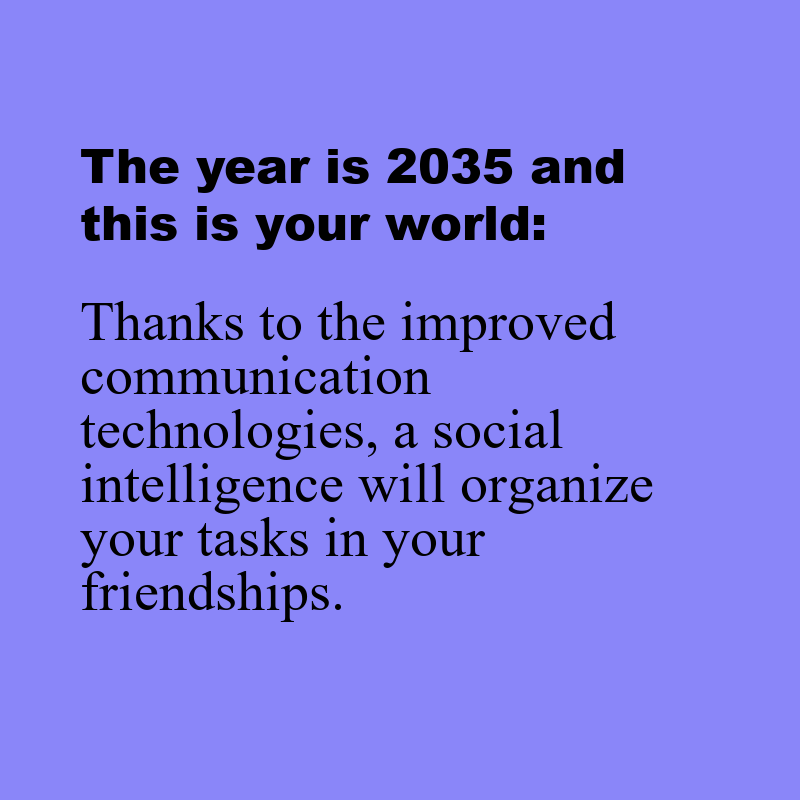 The year is 2035 and
this is your world:
Thanks to the improved
communication
technologies, a social
intelligence will organize
your tasks in your
friendships.